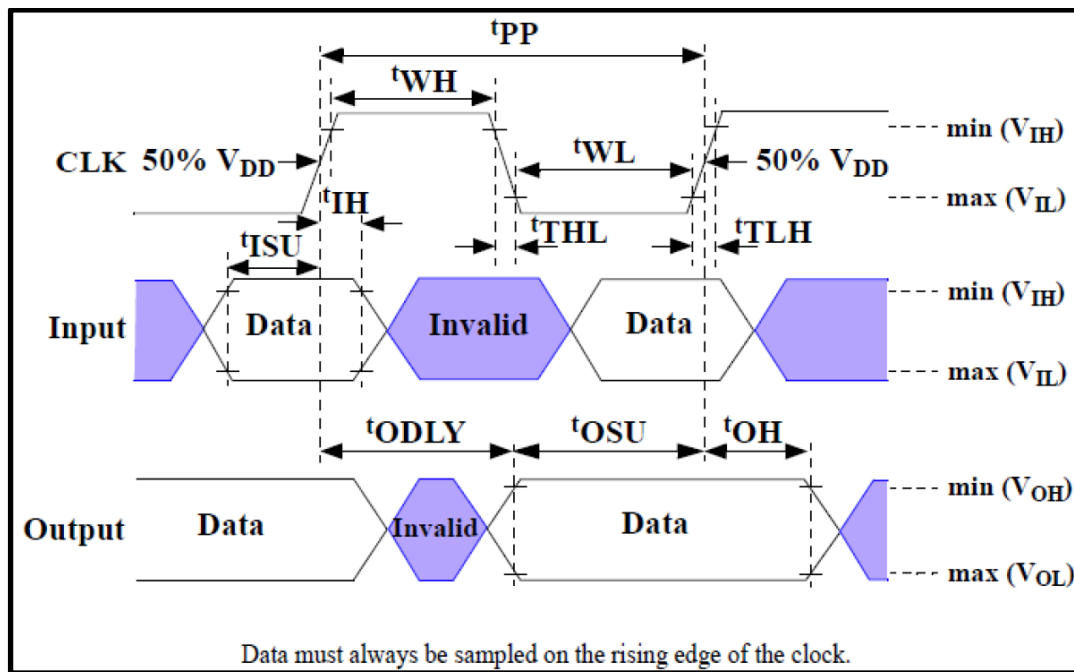 tPP
tWH
min (VIH)
CLK 50% VDD
tWL
50% VDD
tIH
max (VIL)
tTHL
tTLH
tISU
min (VIH)
Input
Data
Invalid
Data
max (VIL)
tODLY
tOSU
tOH
min (VOH)
Output
Data
Invalid
Data
max (VOL)
Data must always be sampled on the rising edge of the clock.